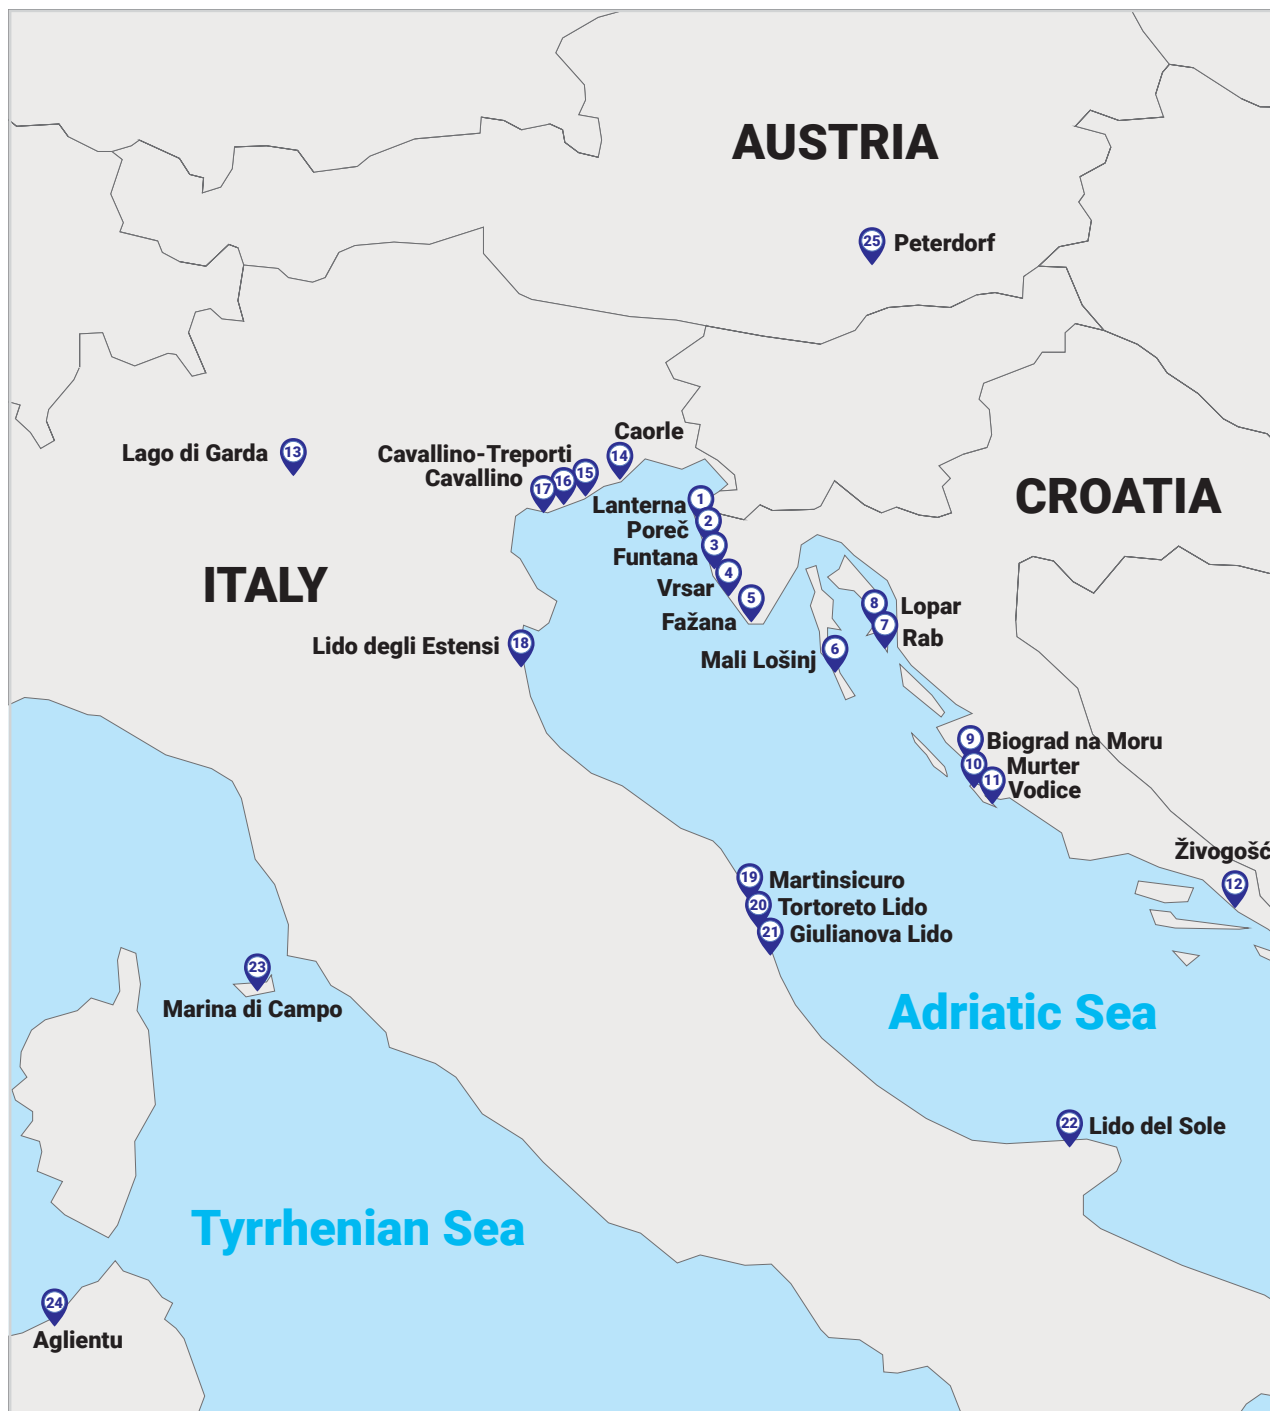 AUSTRIA
25 Peterdorf
Caorle
Lago di Garda 13
Cavallino-Treporti 14
15
Cavallino 17 16
CROATIA
Lanterna 1
Poreč 2
Funtana 3
ITALY
Vrsar 4
Fažana 5
8 Lopar
7 Rab
Lido degli Estensi 18
Mali Lošinj 6
9 Biograd na Moru
10 Murter
11 Vodice
Živogošć
12
19 Martinsicuro
20 Tortoreto Lido
21 Giulianova Lido
23
Marina di Campo
Adriatic Sea
22 Lido del Sole
Tyrrhenian Sea
24
Aglientu